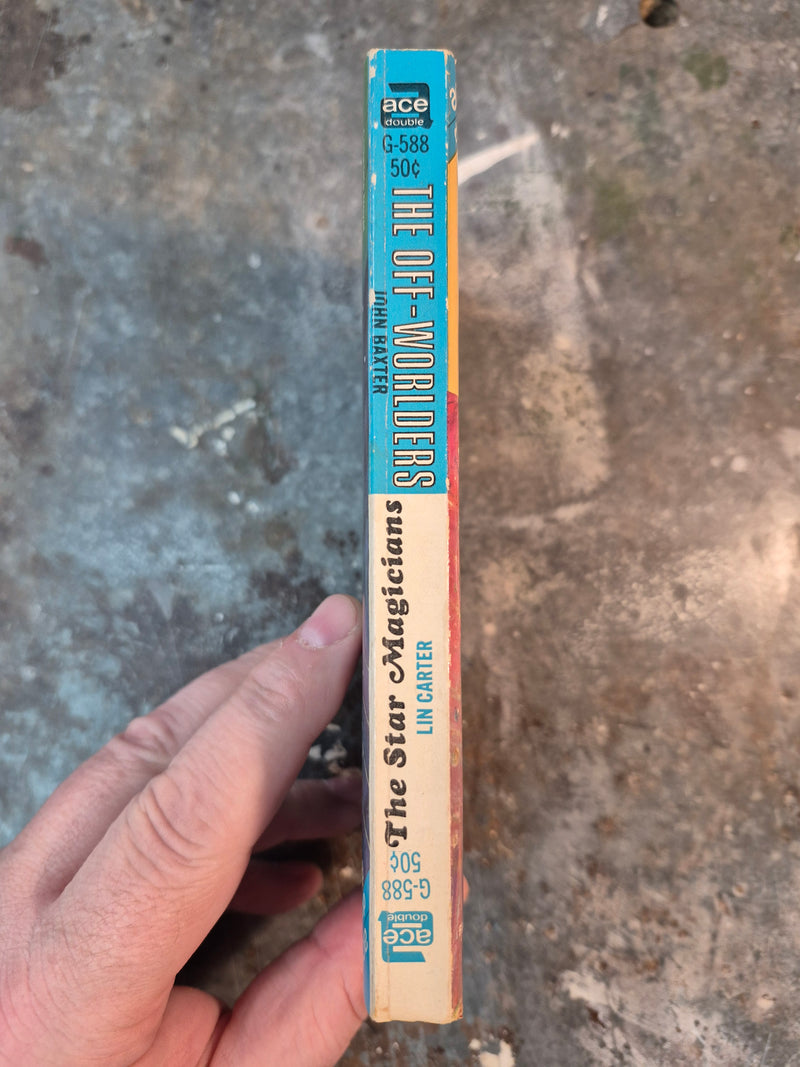 ace
double
G-588
50¢
THE OFF-WORLDERS
JOHN BAXTER
The Star Magicians
LIN CARTER
50¢
G-588
ace
double